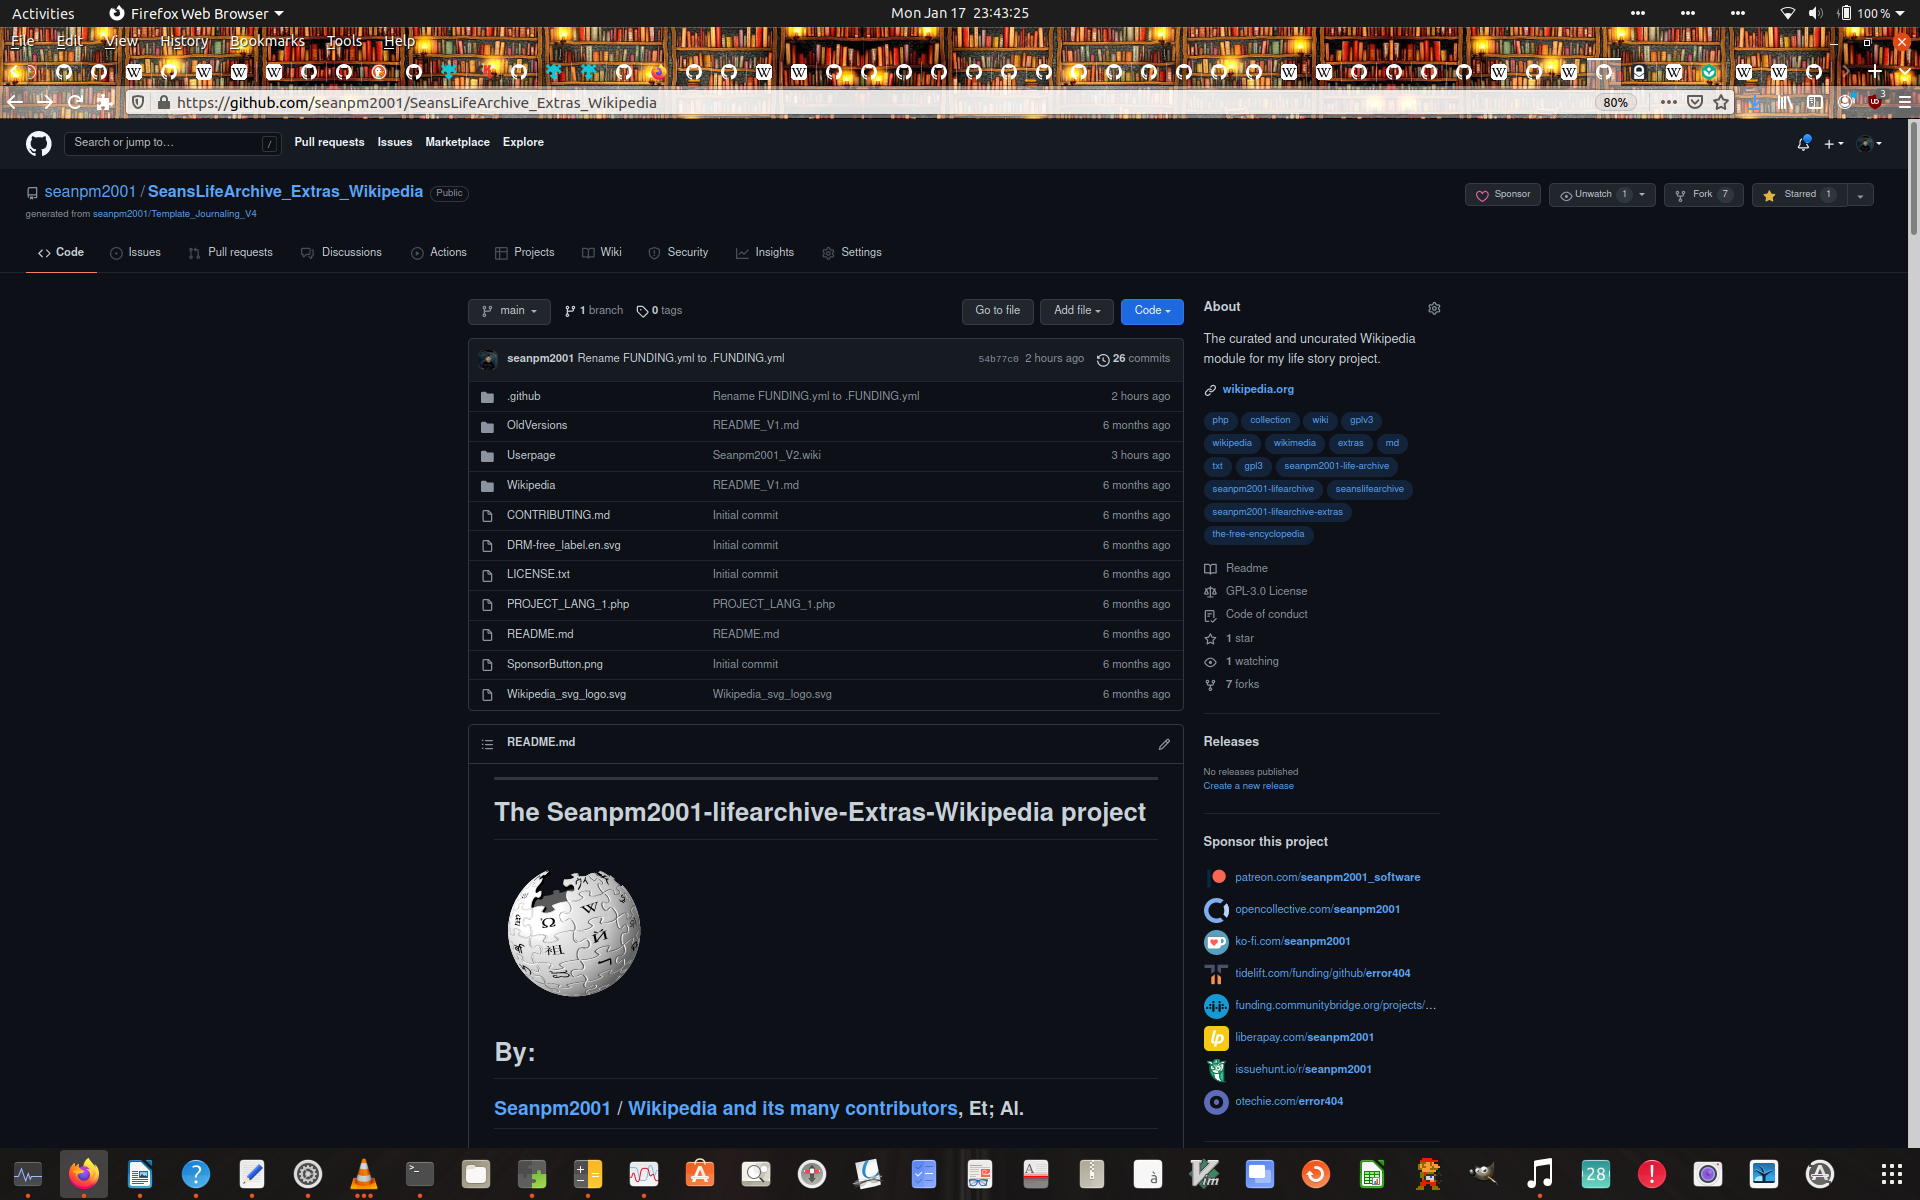 Activities
Firefox Web Browser
Mon Jan 17 23:43:25
100 %
File Edit View History Bookmarks Tools Help
https://github.com/seanpm2001/SeansLifeArchive_Extras_Wikipedia
80%
3
Search or jump to…
/
Pull requests Issues Marketplace Explore
seanpm2001 / SeansLifeArchive_Extras_Wikipedia
Public
generated from seanpm2001/Template_Journaling_V4
Sponsor
Unwatch 1
Fork 7
Starred 1
Code
Issues
Pull requests
Discussions
Actions
Projects
Wiki
Security
Insights
Settings
main
1 branch
0 tags
Go to file
Add file
Code
seanpm2001 Rename FUNDING.yml to .FUNDING.yml
54b77c0 2 hours ago
26 commits
.github Rename FUNDING.yml to .FUNDING.yml 2 hours ago
OldVersions README_V1.md 6 months ago
Userpage Seanpm2001_V2.wiki 3 hours ago
Wikipedia README_V1.md 6 months ago
CONTRIBUTING.md Initial commit 6 months ago
DRM-free_label.en.svg Initial commit 6 months ago
LICENSE.txt Initial commit 6 months ago
PROJECT_LANG_1.php PROJECT_LANG_1.php 6 months ago
README.md README.md 6 months ago
SponsorButton.png Initial commit 6 months ago
Wikipedia_svg_logo.svg Wikipedia_svg_logo.svg 6 months ago
README.md
The Seanpm2001-lifearchive-Extras-Wikipedia project
Ω W И 祖
By:
Seanpm2001 / Wikipedia and its many contributors, Et; Al.
About
The curated and uncurated Wikipedia
module for my life story project.
wikipedia.org
php collection wiki gplv3
wikipedia wikimedia extras md
txt gpl3 seanpm2001-life-archive
seanpm2001-lifearchive seanslifearchive
seanpm2001-lifearchive-extras
the-free-encyclopedia
Readme
GPL-3.0 License
Code of conduct
1 star
1 watching
7 forks
Releases
No releases published
Create a new release
Sponsor this project
patreon.com/seanpm2001_software
opencollective.com/seanpm2001
ko-fi.com/seanpm2001
tidelift.com/funding/github/error404
funding.communitybridge.org/projects/…
liberapay.com/seanpm2001
issuehunt.io/r/seanpm2001
otechie.com/error404
28